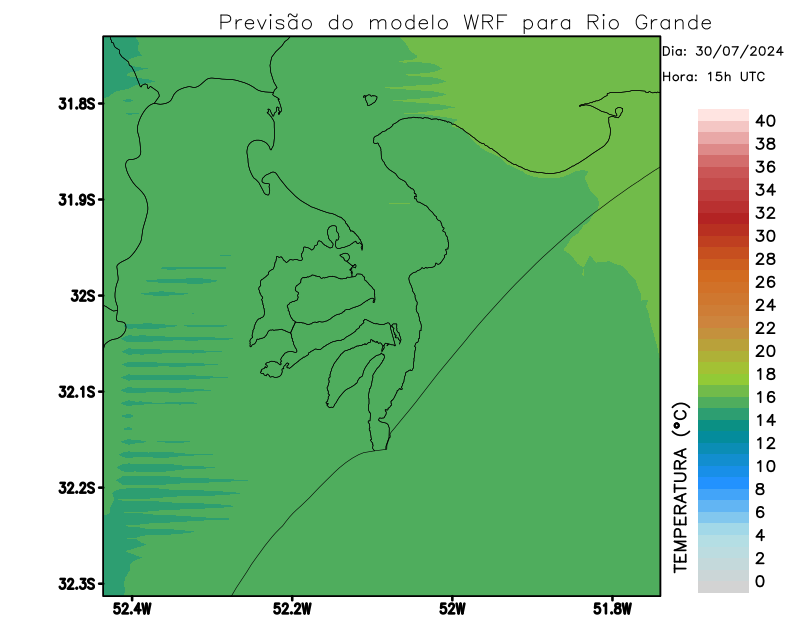 Previsão do modelo WRF para Rio Grande
Dia: 30/07/2024
Hora: 15h UTC
31.8S
31.9S
32S
32.1S
32.2S
32.3S
52.4W
52.2W
52W
51.8W
TEMPERATURA (°C)
40
38
36
34
32
30
28
26
24
22
20
18
16
14
12
10
8
6
4
2
0